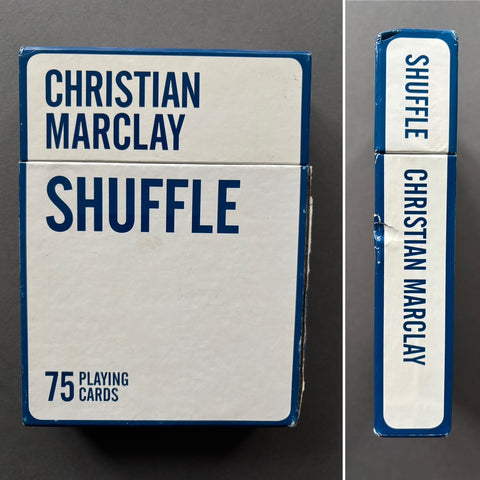 CHRISTIAN
MARCLAY
SHUFFLE
75 PLAYING
CARDS
SHUFFLE
CHRISTIAN MARCLAY